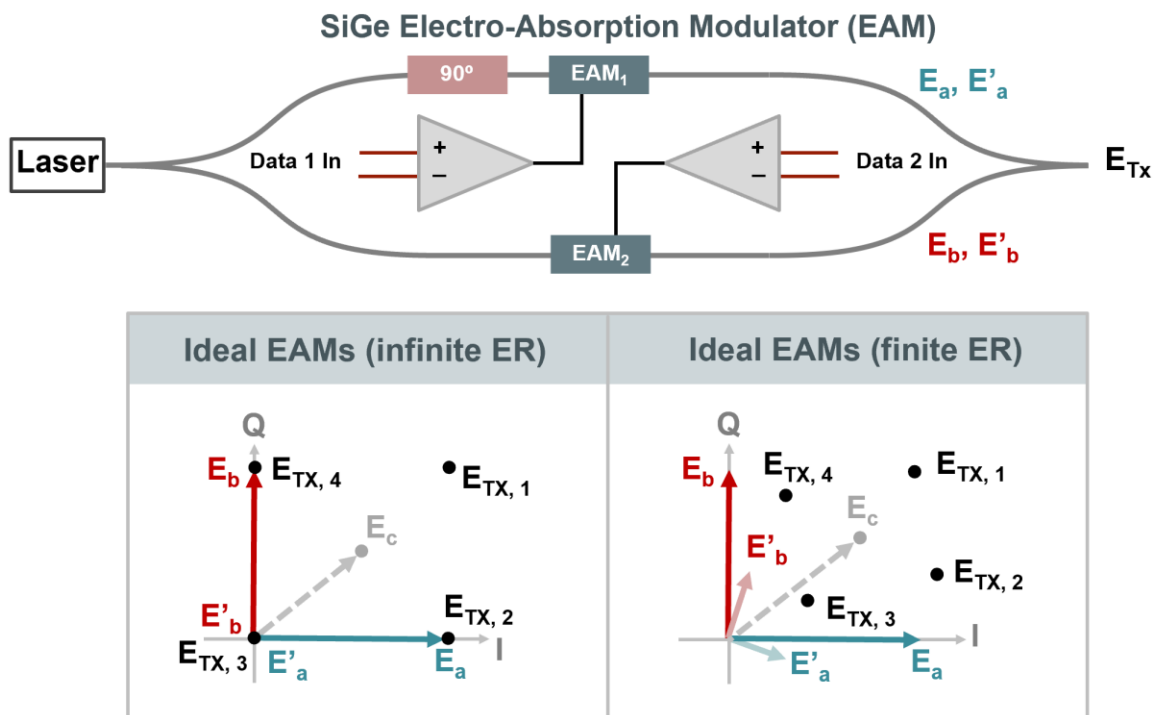 SiGe Electro-Absorption Modulator (EAM)
90º
EAM1
Ea, E'a
Laser
Data 1 In
+
−
+
−
Data 2 In
ETx
EAM2
Eb, E'b
Ideal EAMs (infinite ER)
Q
Eb
ETX, 4
ETX, 1
Ec
E'b
ETX, 3
E'a
ETX, 2
Ea
I
Ideal EAMs (finite ER)
Q
Eb
ETX, 4
ETX, 1
Ec
E'b
ETX, 2
ETX, 3
E'a
Ea
I